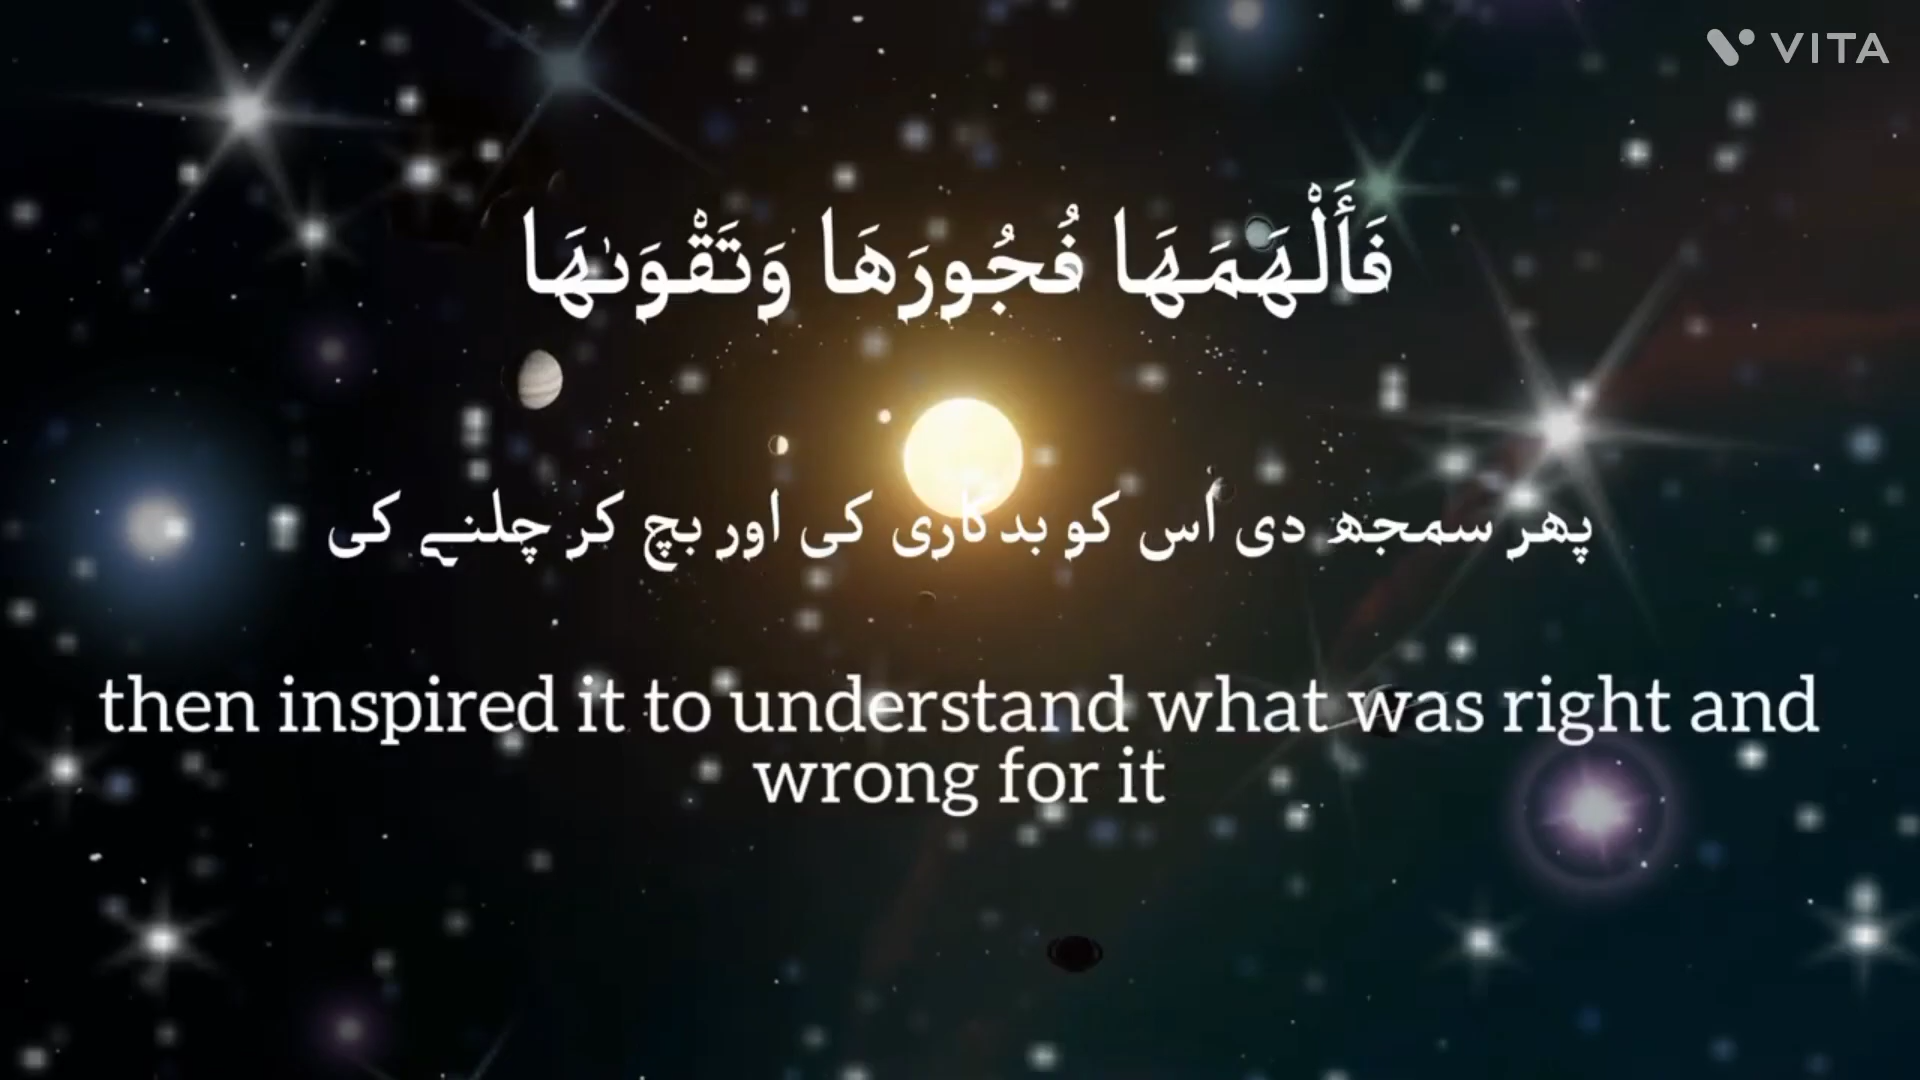 VITA
فَأَلْهَمَهَا فُجُورَهَا وَتَقْوَىٰهَا
پھر سمجھ دی اُس کو بدکاری کی اور بچ کر چلنے کی
then inspired it to understand what was right and
wrong for it